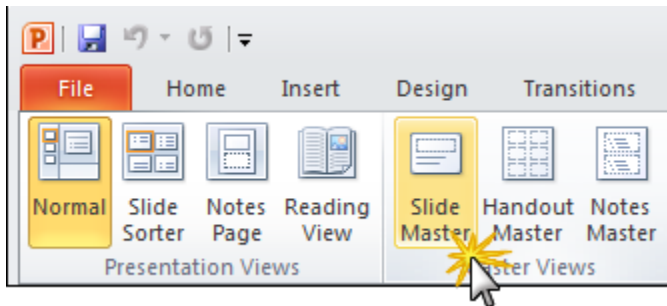 P
File Home Insert Design Transitions
Normal Slide Sorter Notes Page Reading View Slide Master Handout Master Notes Master
Presentation Views Master Views